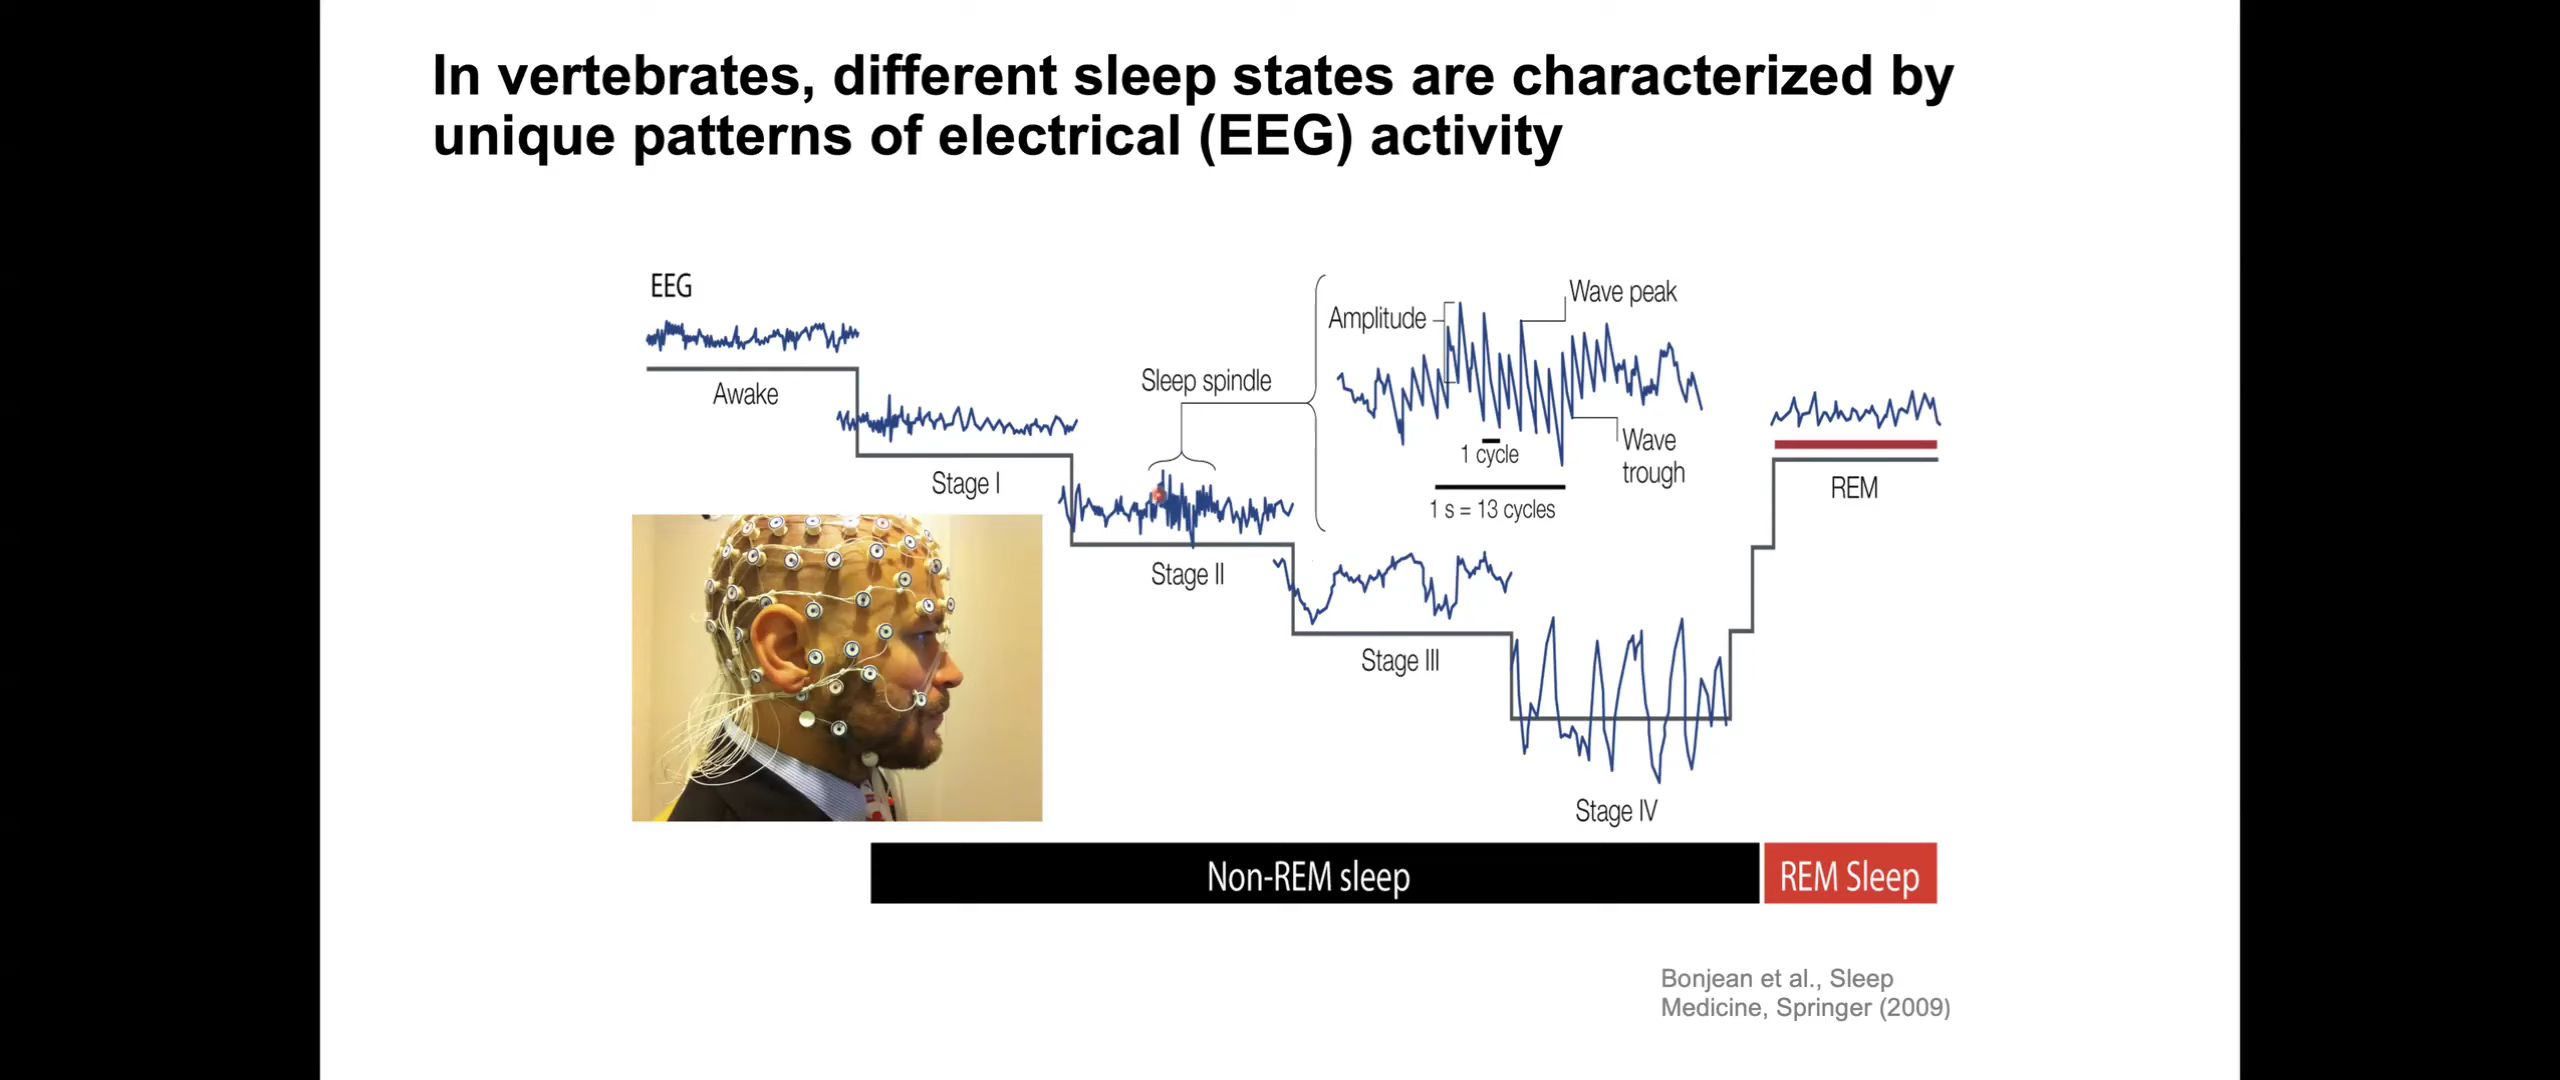 In vertebrates, different sleep states are characterized by
unique patterns of electrical (EEG) activity
EEG
Awake
Stage I
Sleep spindle
Stage II
Amplitude
Wave peak
Wave
trough
1 cycle
1 s = 13 cycles
Stage III
Stage IV
REM
Non-REM sleep
REM Sleep
Bonjean et al., Sleep
Medicine, Springer (2009)